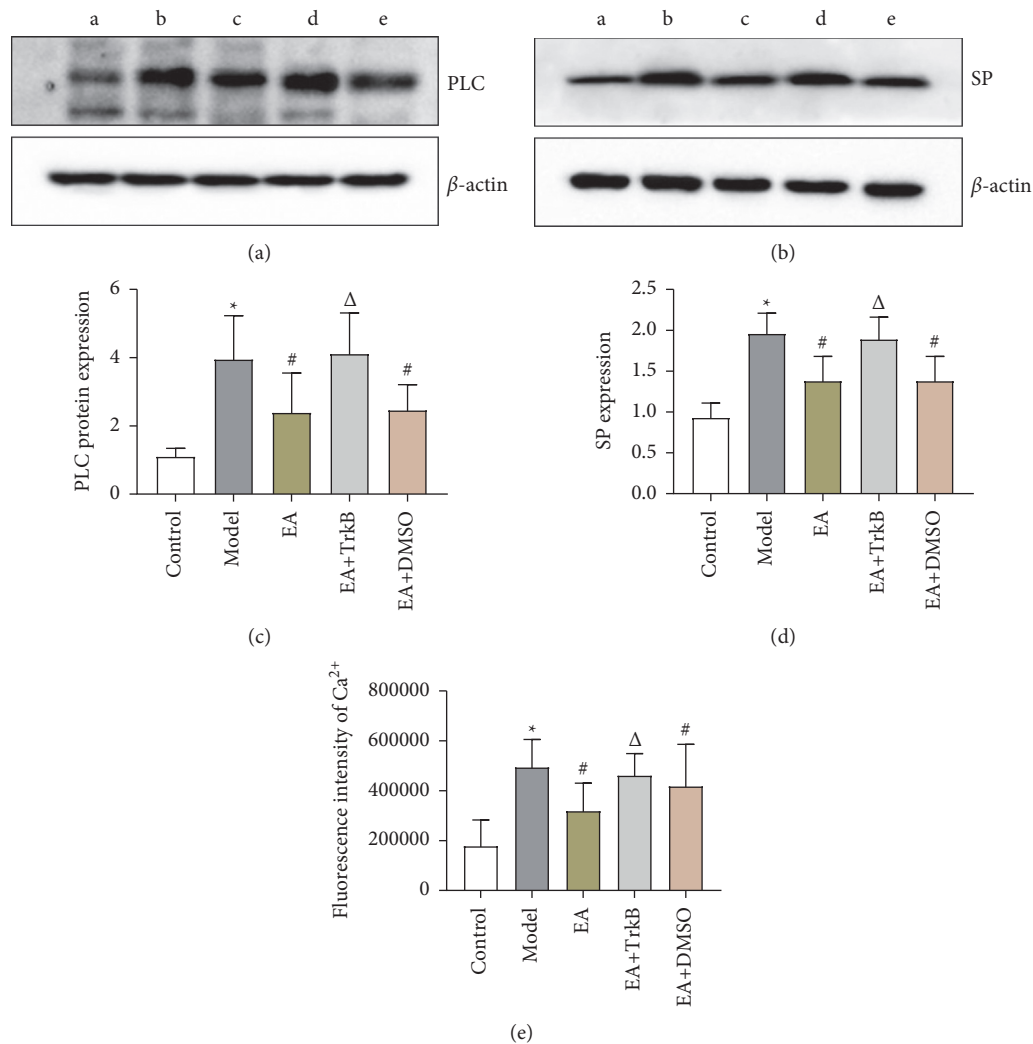 a b c d e
PLC
β-actin
(a)
a b c d e
SP
β-actin
(b)
PLC protein expression
6
4
2
0
*
#
Δ
#
Control
Model
EA
EA+TrkB
EA+DMSO
(c)
SP expression
2.5
2.0
1.5
1.0
0.5
0.0
*
#
Δ
#
Control
Model
EA
EA+TrkB
EA+DMSO
(d)
Fluorescence intensity of Ca²⁺
800000
600000
400000
200000
0
*
#
Δ
#
Control
Model
EA
EA+TrkB
EA+DMSO
(e)